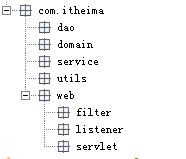 com.itheima
dao
domain
service
utils
web
filter
listener
servlet